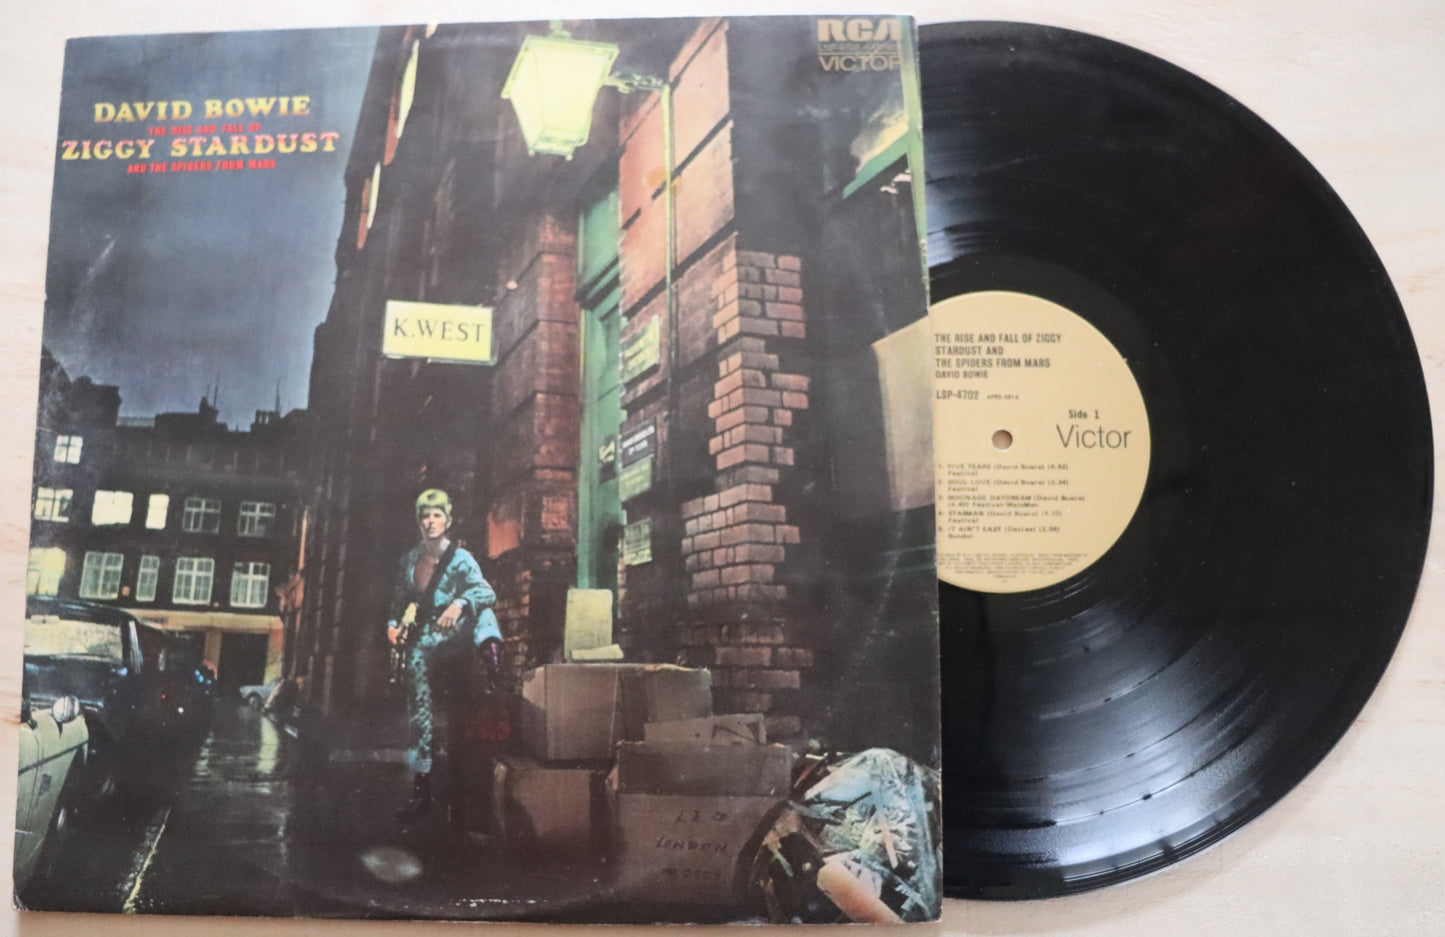 DAVID BOWIE
THE RISE AND FALL OF
ZIGGY STARDUST
AND THE SPIDERS FROM MARS
RCA
VICTOR
K.WEST
L.I.
LONDON
THE RISE AND FALL OF ZIGGY
STARDUST AND
THE SPIDERS FROM MARS
DAVID BOWIE
LSP-4702
Side 1
Victor
1. FIVE YEARS (David Bowie) (4.42)
Festival
2. SOUL LOVE (David Bowie) (3.34)
Festival
3. MOONAGE DAYDREAM (David Bowie)
(4.40) Festival/MainMan
4. STARMAN (David Bowie) (4.10)
Festival
5. IT AIN'T EASY (Davies) (2.58)
Rondor